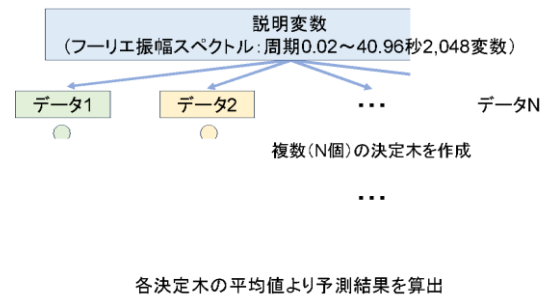 説明変数
（フーリエ振幅スペクトル：周期0.02～40.96秒2,048変数）
データ1 データ2 … データN
複数（N個）の決定木を作成
…
各決定木の平均値より予測結果を算出